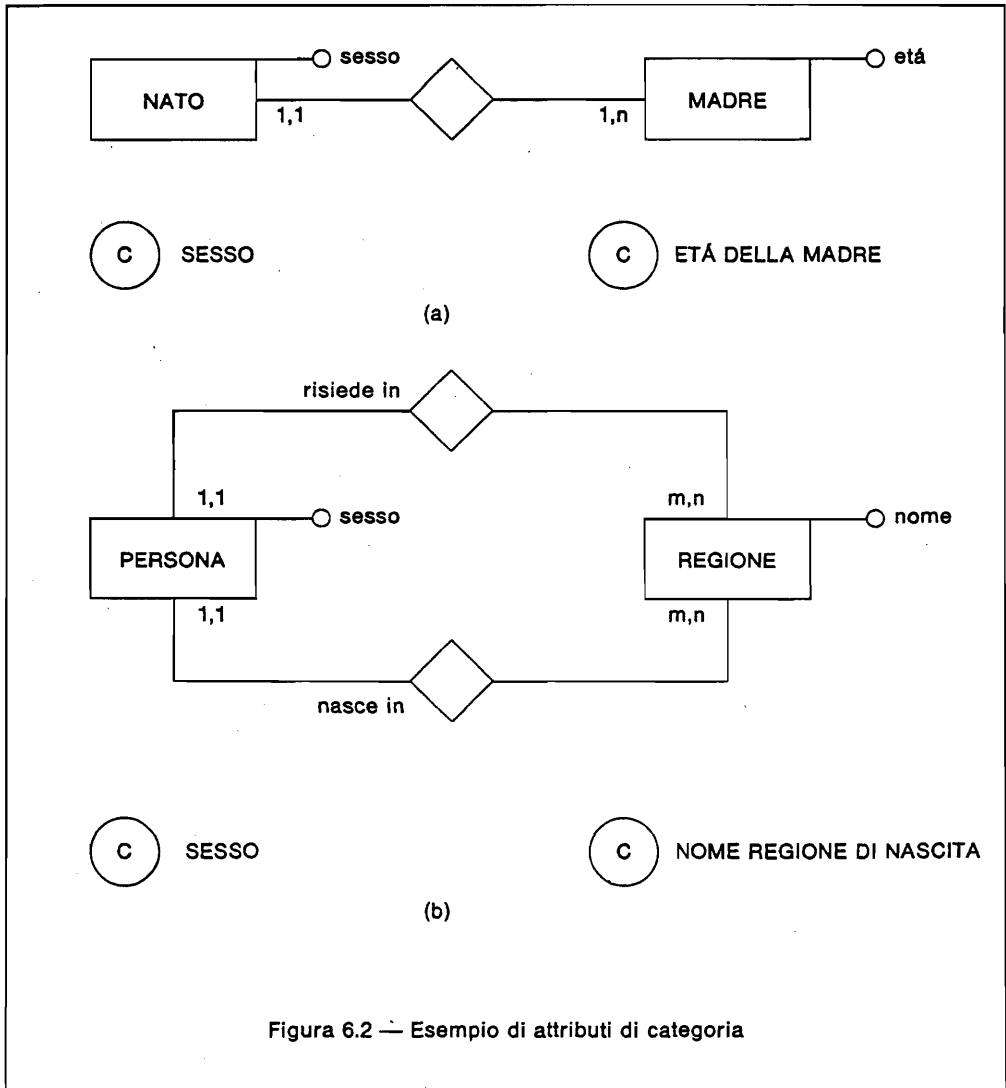 sesso
età
NATO
MADRE
1,1
1,n
C SESSO
C ETÁ DELLA MADRE
(a)
risiede in
1,1
m,n
sesso
nome
PERSONA
REGIONE
1,1
m,n
nasce in
C SESSO
C NOME REGIONE DI NASCITA
(b)
Figura 6.2 — Esempio di attributi di categoria